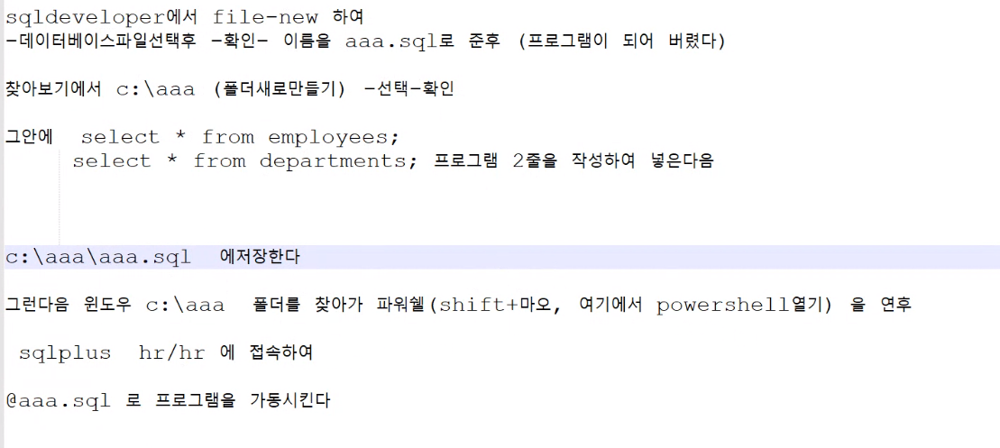 sqldeveloper에서 file-new 하여
-데이터베이스파일선택후 -확인- 이름을 aaa.sql로 준후 (프로그램이 되어 버렸다)
찾아보기에서 c:\aaa (폴더새로만들기) -선택-확인
그안에 select * from employees;
select * from departments; 프로그램 2줄을 작성하여 넣은다음
c:\aaa\aaa.sql 에저장한다
그런다음 윈도우 c:\aaa 폴더를 찾아가 파워쉘(shift+마오, 여기에서 powershell열기) 을 연후
sqlplus hr/hr 에 접속하여
@aaa.sql 로 프로그램을 가동시킨다